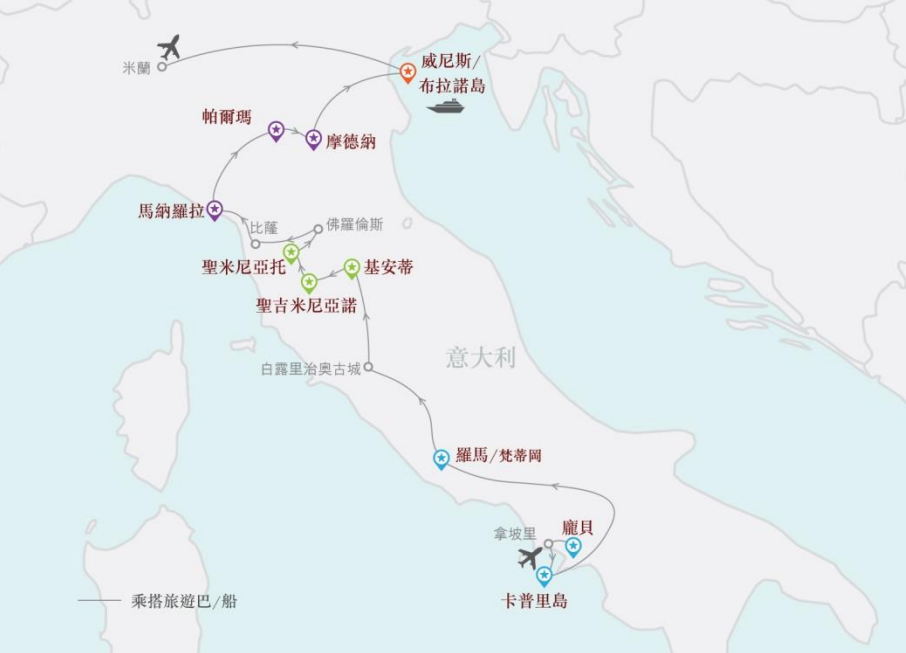 米蘭
威尼斯/
布拉諾島
帕爾瑪
摩德納
馬納羅拉
比薩
佛羅倫斯
聖米尼亞托
基安蒂
聖吉米尼亞諾
意大利
白露里治奧古城
羅馬/梵蒂岡
拿坡里
龐貝
卡普里島
乘搭旅遊巴/船